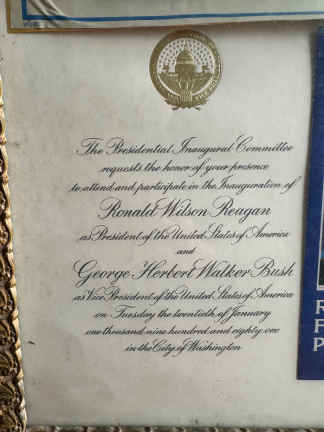 The Presidential Inaugural Committee
requests the honor of your presence
to attend and participate in the Inauguration of
Ronald Wilson Reagan
as President of the United States of America
and
George Herbert Walker Bush
as Vice President of the United States of America
on Tuesday the twentieth of January
one thousand nine hundred and eighty one
in the City of Washington
R
F
P